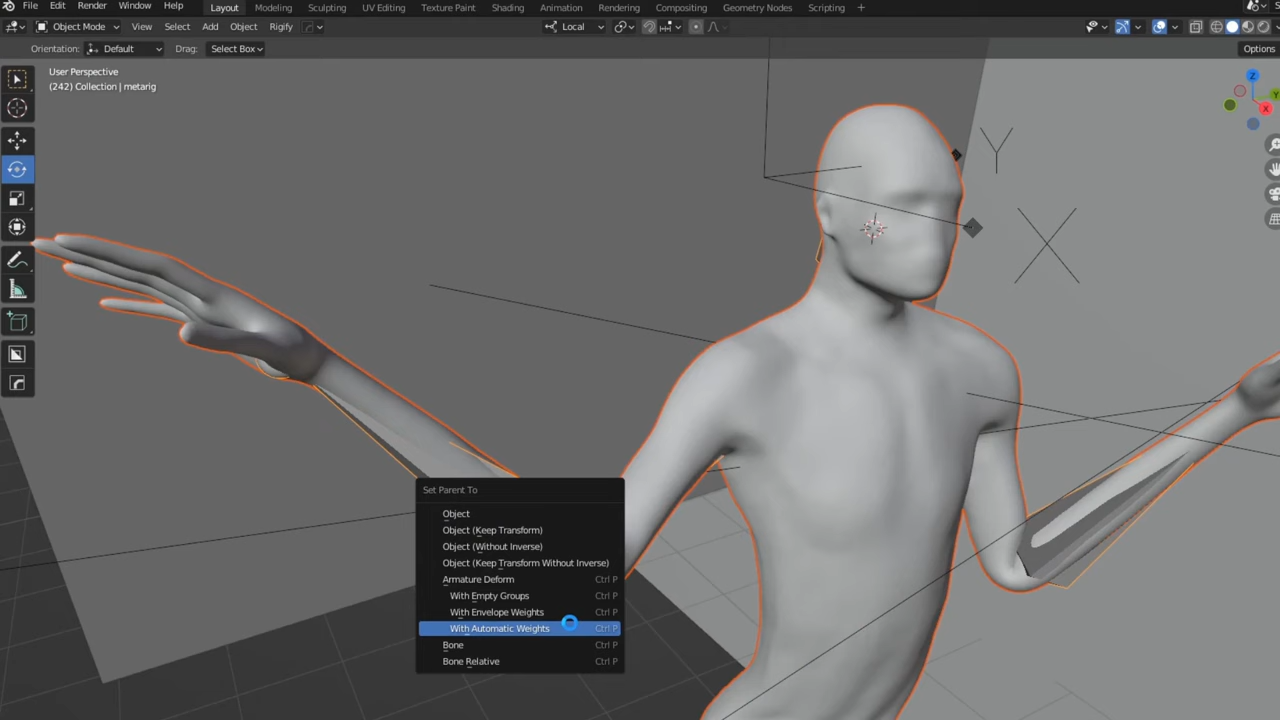 File Edit Render Window Help Layout Modeling Sculpting UV Editing Texture Paint Shading Animation Rendering Compositing Geometry Nodes Scripting +
Object Mode View Select Add Object Rigify Local
Orientation: Default Drag: Select Box Options
User Perspective
(242) Collection | metarig
Z
Y
X
Set Parent To
Object
Object (Keep Transform)
Object (Without Inverse)
Object (Keep Transform Without Inverse)
Armature Deform Ctrl P
With Empty Groups Ctrl P
With Envelope Weights Ctrl P
With Automatic Weights Ctrl P
Bone Ctrl P
Bone Relative Ctrl P